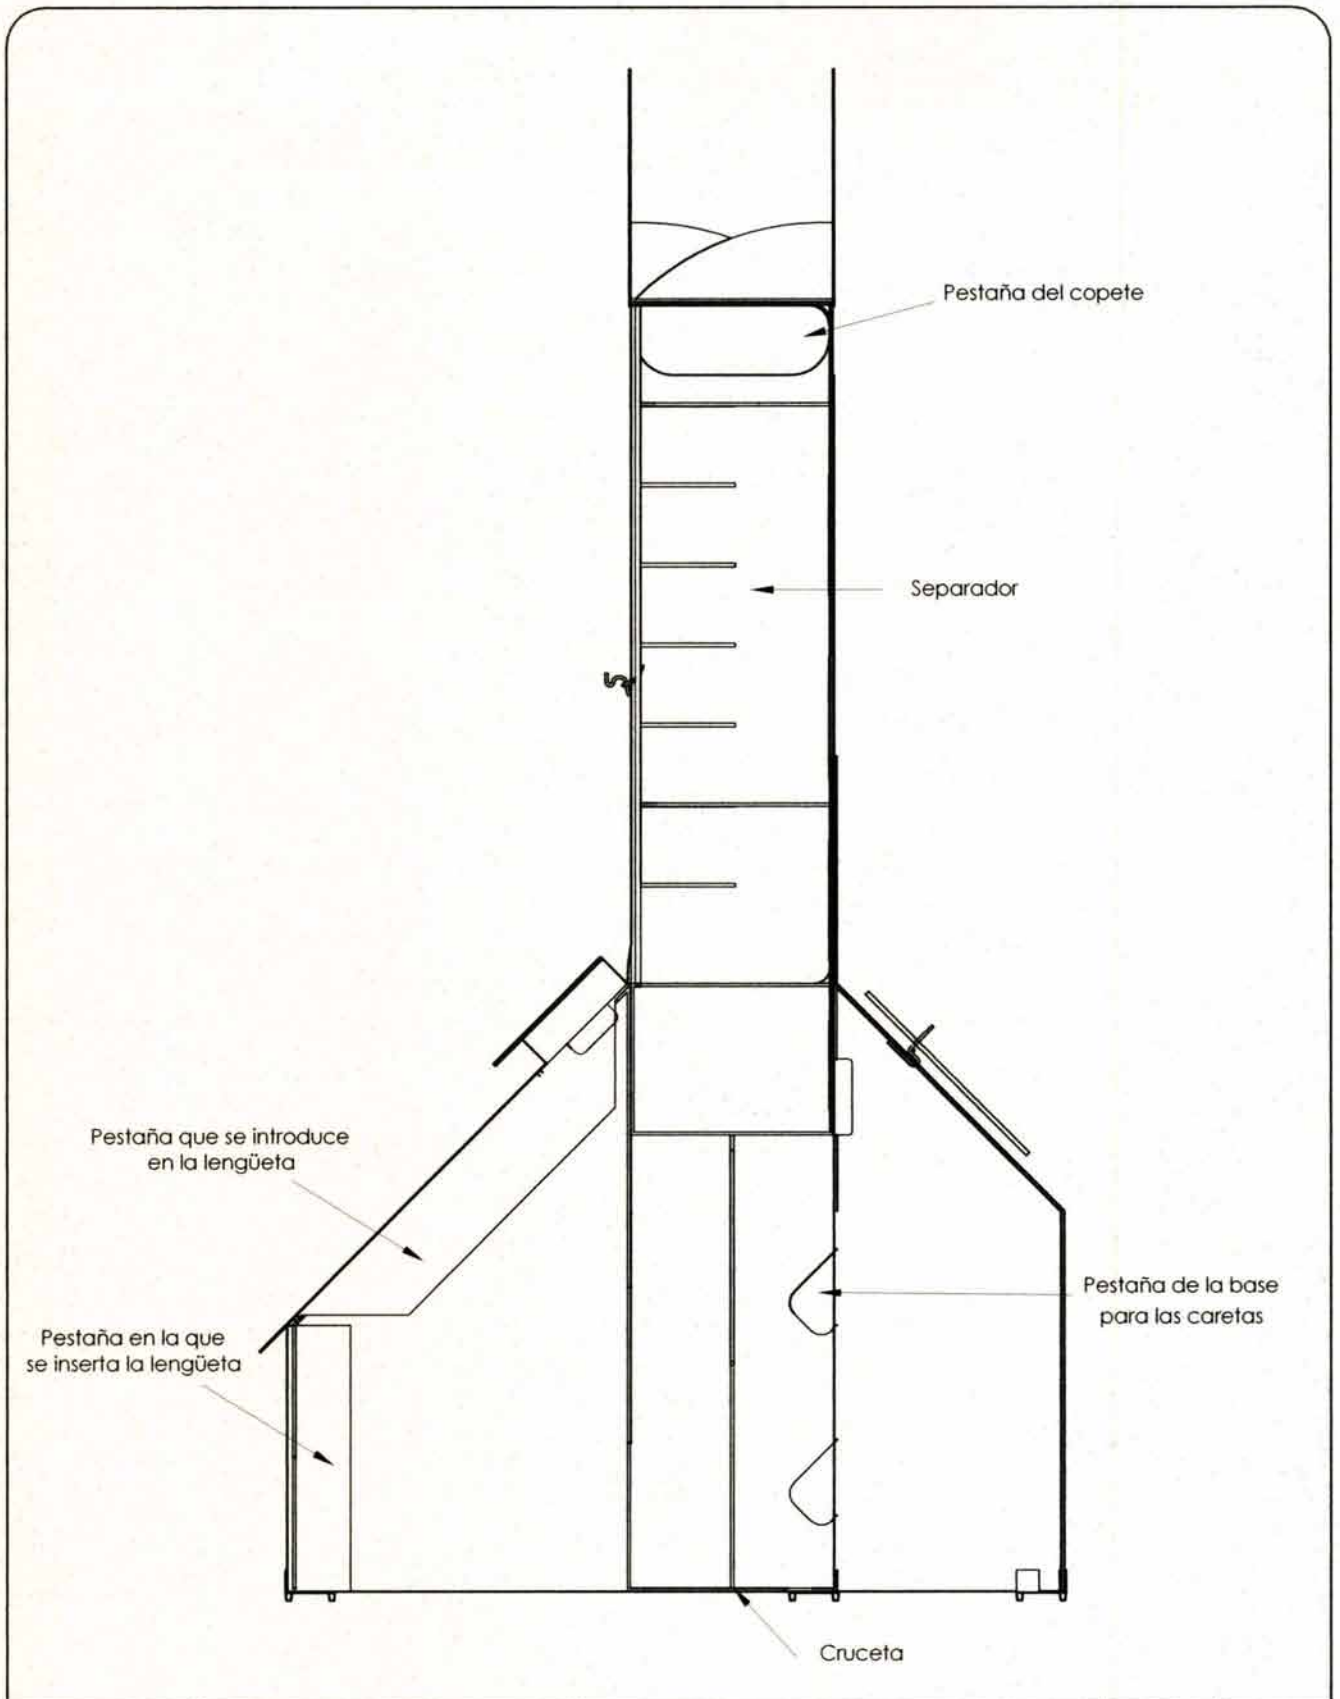 Pestaña del copete
Separador
Pestaña que se introduce
en la lengüeta
Pestaña de la base
para las caretas
Pestaña en la que
se inserta la lengüeta
Cruceta